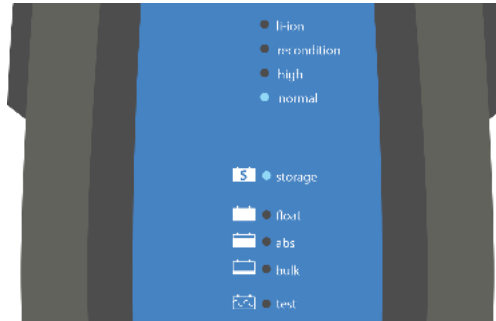 li-ion
recondition
high
normal
S storage
float
abs
bulk
test